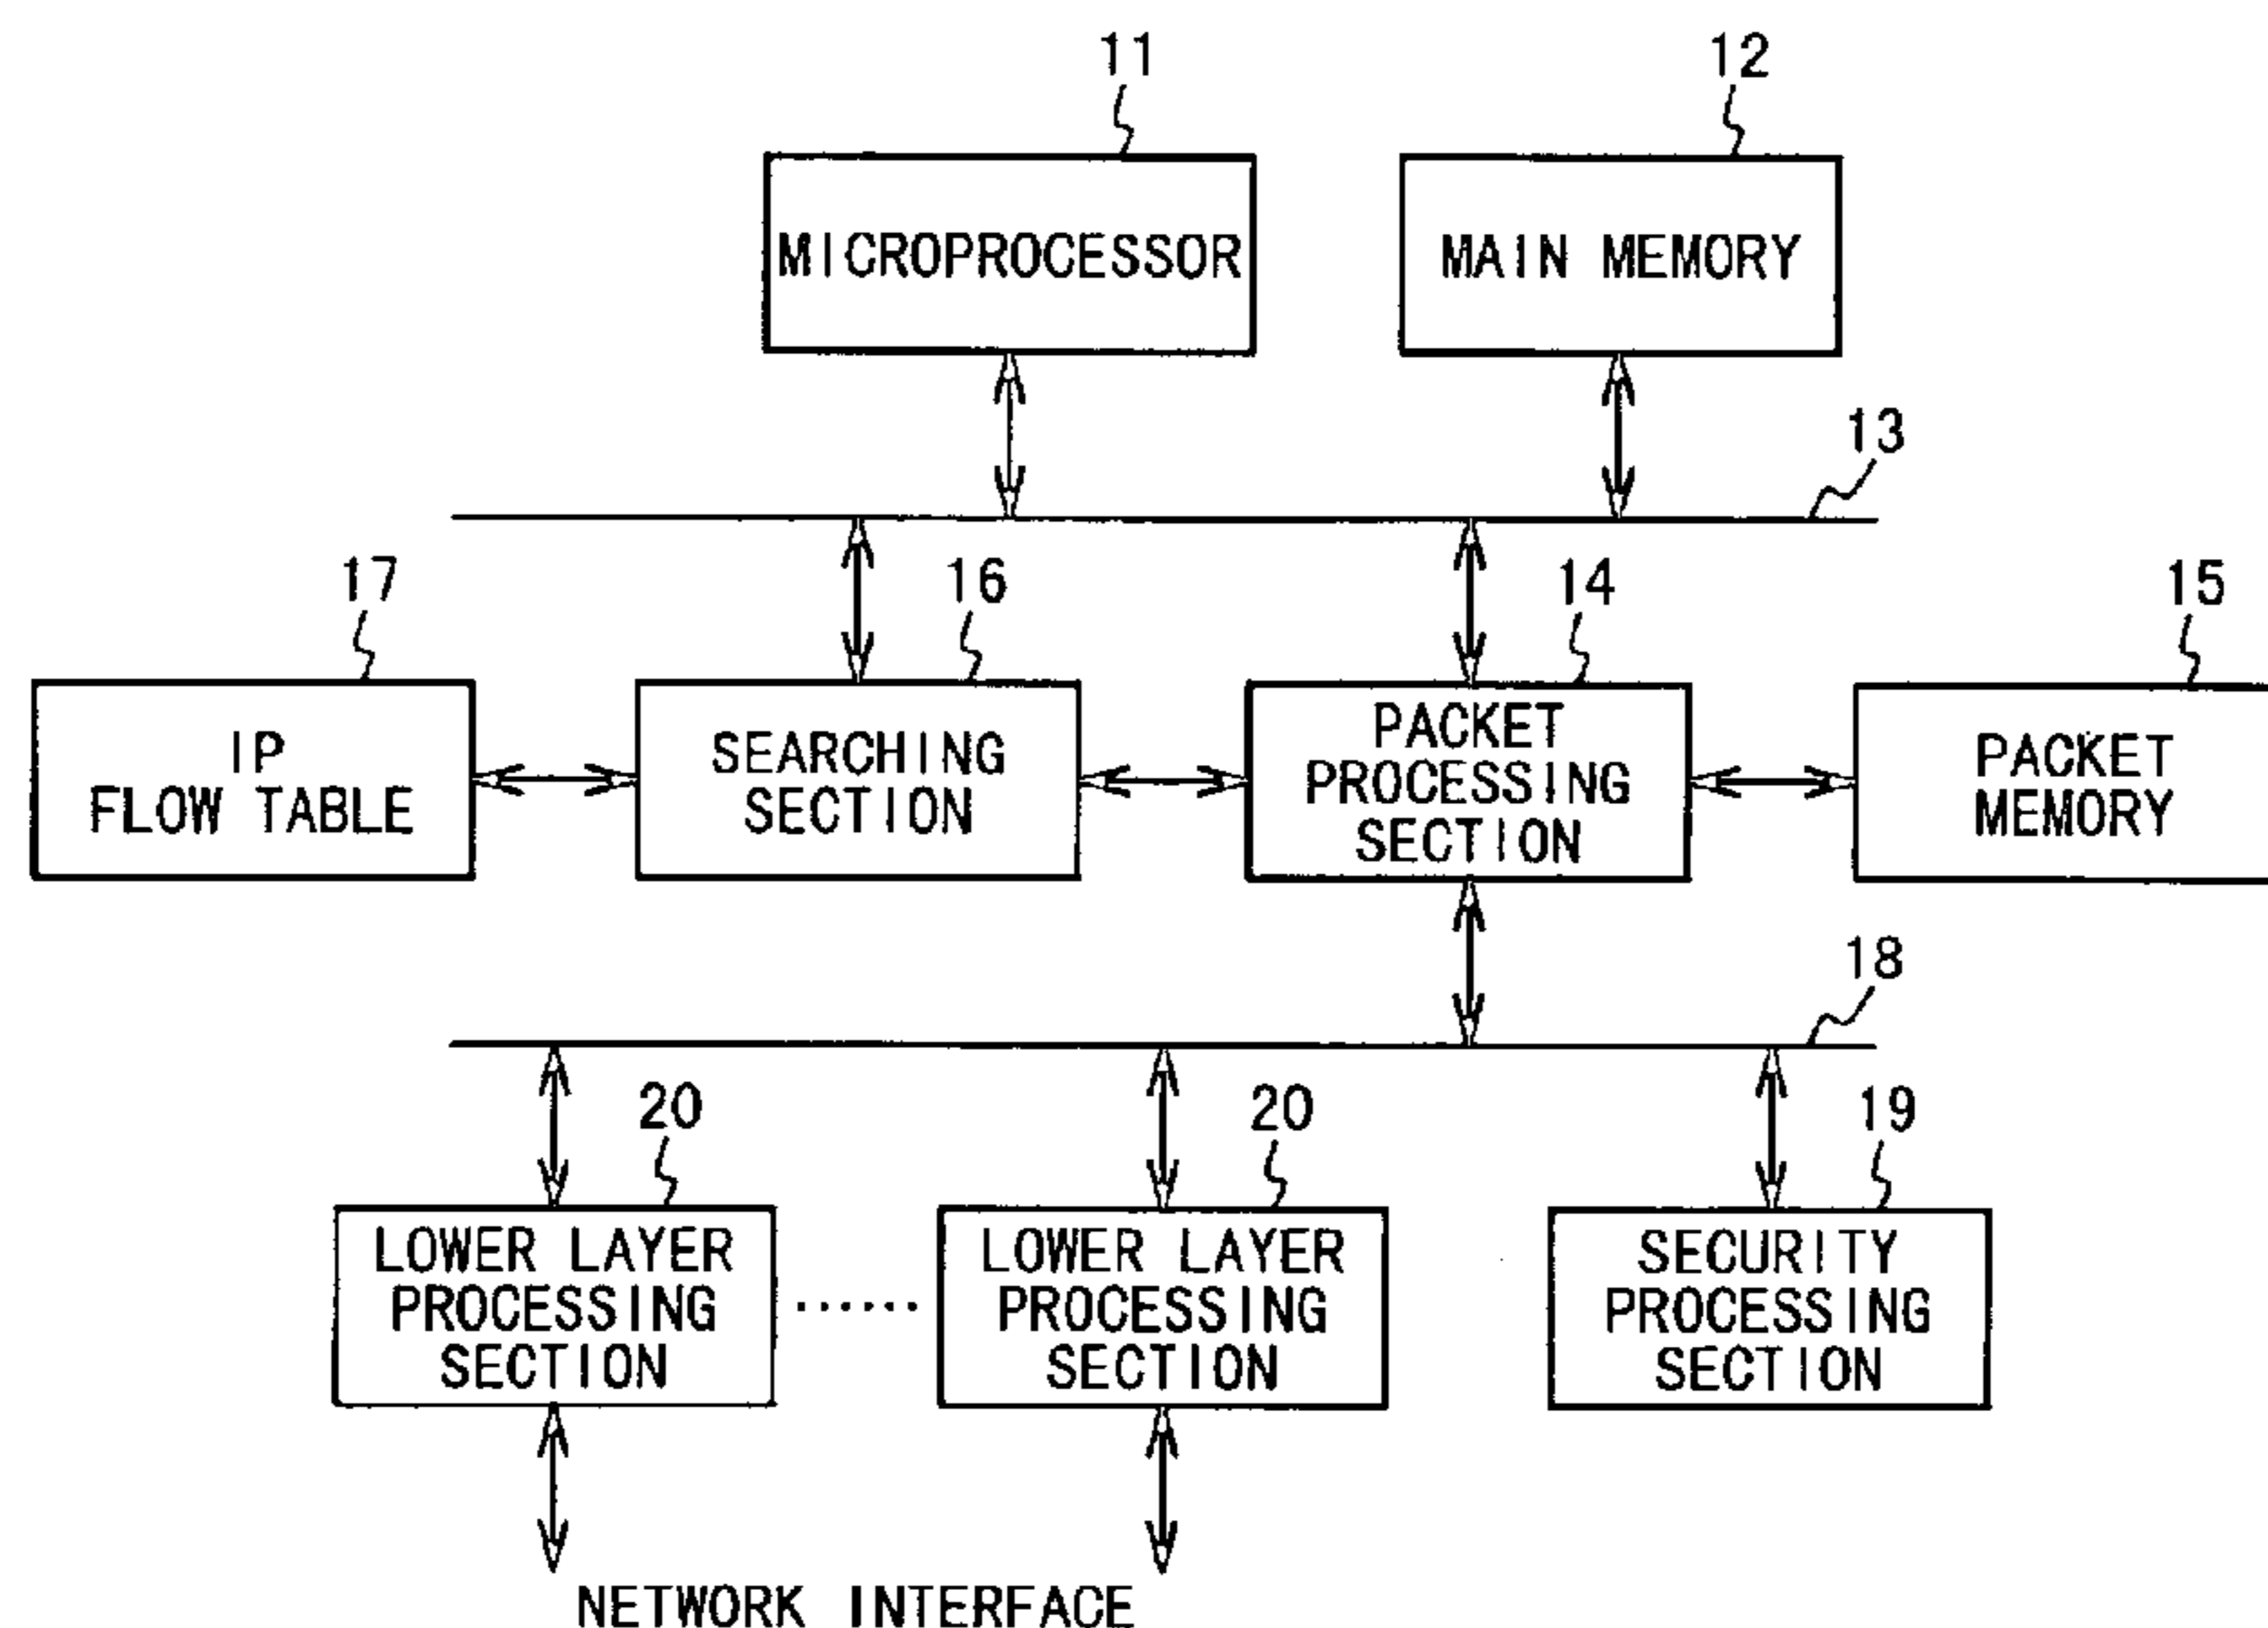 11
12
MICROPROCESSOR
MAIN MEMORY
13
17
16
14
15
IP
FLOW TABLE
SEARCHING
SECTION
PACKET
PROCESSING
SECTION
PACKET
MEMORY
18
20
20
19
LOWER LAYER
PROCESSING
SECTION
......
LOWER LAYER
PROCESSING
SECTION
SECURITY
PROCESSING
SECTION
NETWORK INTERFACE